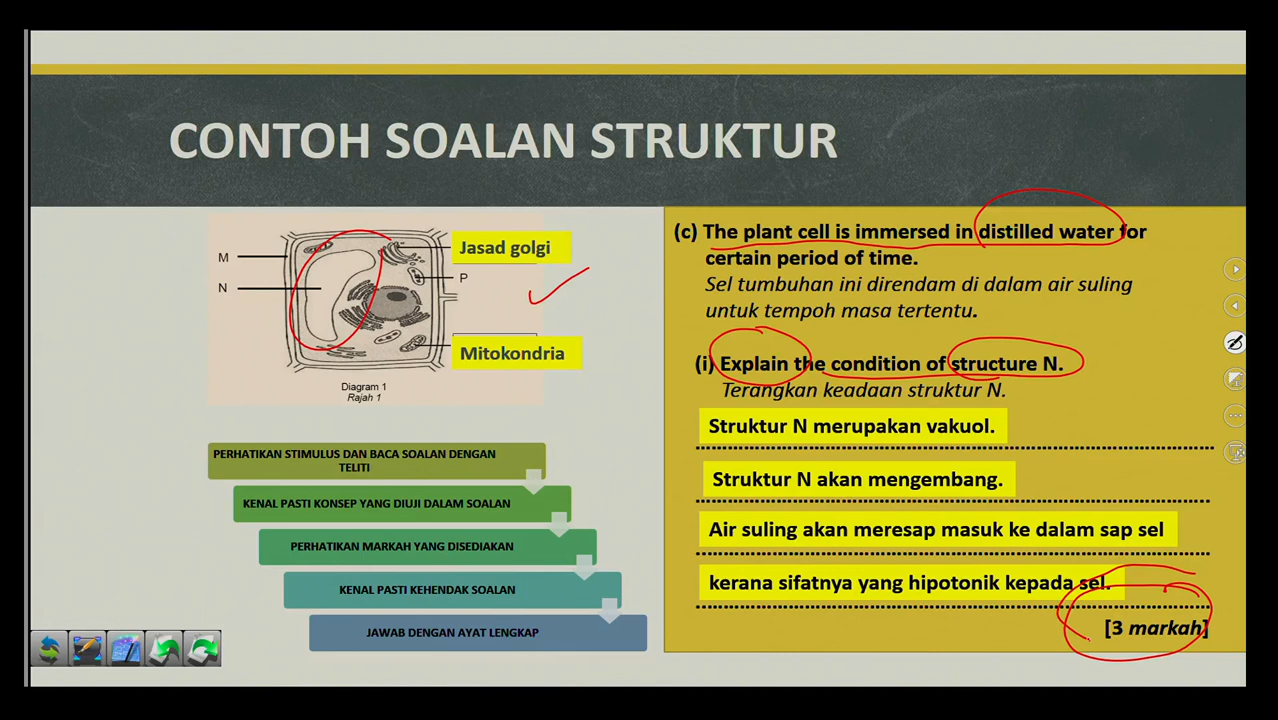 CONTOH SOALAN STRUKTUR
M
N
Jasad golgi
P
Mitokondria
Diagram 1
Rajah 1
PERHATIKAN STIMULUS DAN BACA SOALAN DENGAN
TELITI
KENAL PASTI KONSEP YANG DIUJI DALAM SOALAN
PERHATIKAN MARKAH YANG DISEDIAKAN
KENAL PASTI KEHENDAK SOALAN
JAWAB DENGAN AYAT LENGKAP
(c) The plant cell is immersed in distilled water for
certain period of time.
Sel tumbuhan ini direndam di dalam air suling
untuk tempoh masa tertentu.
(i) Explain the condition of structure N.
Terangkan keadaan struktur N.
Struktur N merupakan vakuol.
Struktur N akan mengembang.
Air suling akan meresap masuk ke dalam sap sel
kerana sifatnya yang hipotonik kepada sel.
[3 markah]